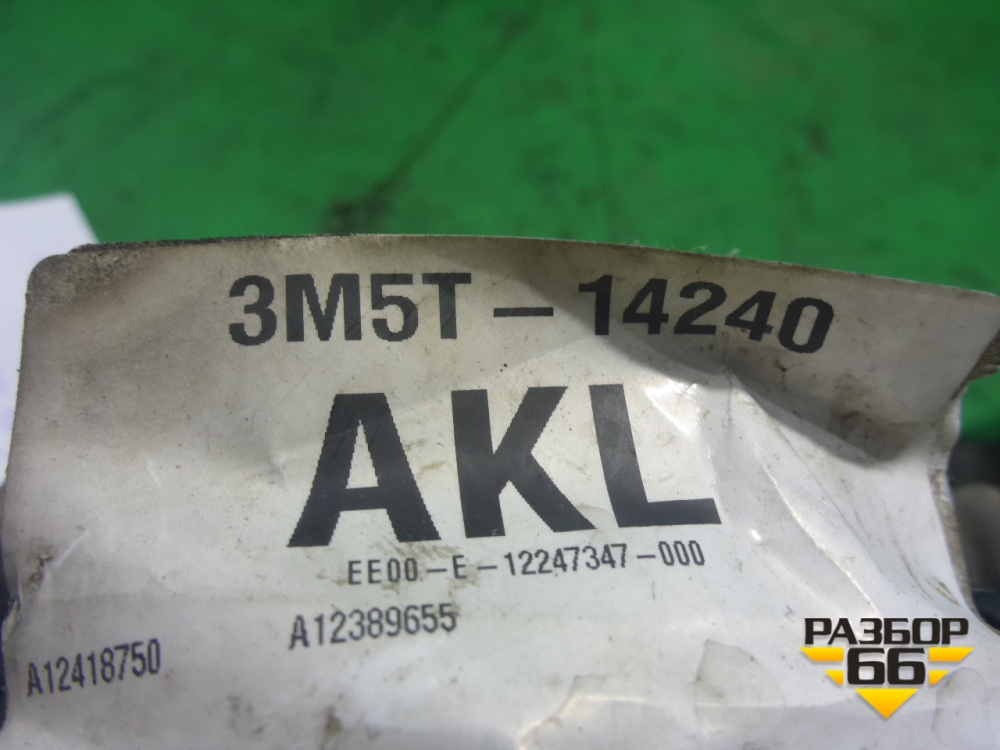 3M5T - 14240
AKL
EE00-E-12247347-000
A12389655
A12418750
РАЗБОР
66